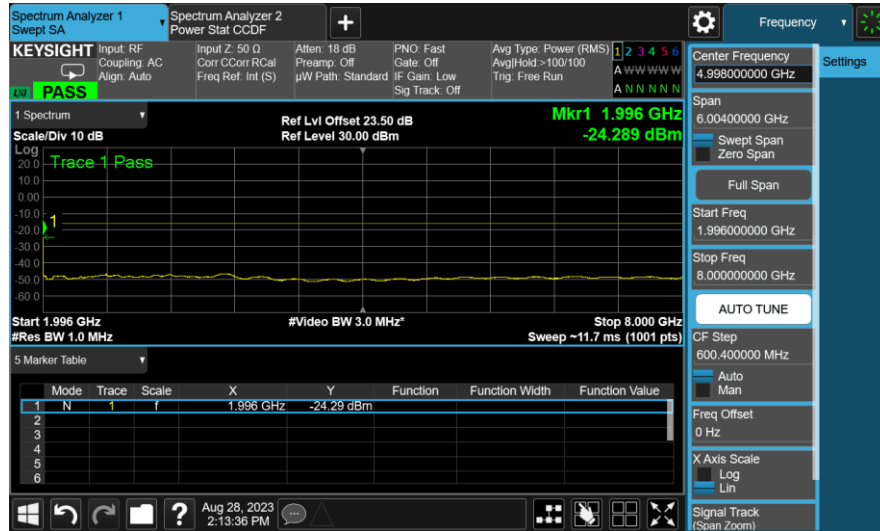 Spectrum Analyzer 1
Swept SA
Spectrum Analyzer 2
Power Stat CCDF
+
Frequency
KEYSIGHT
Input: RF
Coupling: AC
Align: Auto
Input Z: 50 Ω
Corr CCorr RCal
Freq Ref: Int (S)
Atten: 18 dB
Preamp: Off
µW Path: Standard
PNO: Fast
Gate: Off
IF Gain: Low
Sig Track: Off
Avg Type: Power (RMS)
Avg|Hold:>100/100
Trig: Free Run
1 2 3 4 5 6
A W W W W W
A N N N N N
LXI PASS
1 Spectrum
Scale/Div 10 dB
Ref Lvl Offset 23.50 dB
Ref Level 30.00 dBm
Mkr1 1.996 GHz
-24.289 dBm
Log
Trace 1 Pass
20.0
10.0
0.00
-10.0
1
-20.0
-30.0
-40.0
-50.0
-60.0
Start 1.996 GHz
#Video BW 3.0 MHz*
Stop 8.000 GHz
#Res BW 1.0 MHz
Sweep ~11.7 ms (1001 pts)
5 Marker Table
Mode Trace Scale X Y Function Function Width Function Value
1 N 1 f 1.996 GHz -24.29 dBm
2
3
4
5
6
Aug 28, 2023
2:13:36 PM
?
Settings
Center Frequency
4.998000000 GHz
Span
6.00400000 GHz
Swept Span
Zero Span
Full Span
Start Freq
1.996000000 GHz
Stop Freq
8.000000000 GHz
AUTO TUNE
CF Step
600.400000 MHz
Auto
Man
Freq Offset
0 Hz
X Axis Scale
Log
Lin
Signal Track
(Span Zoom)